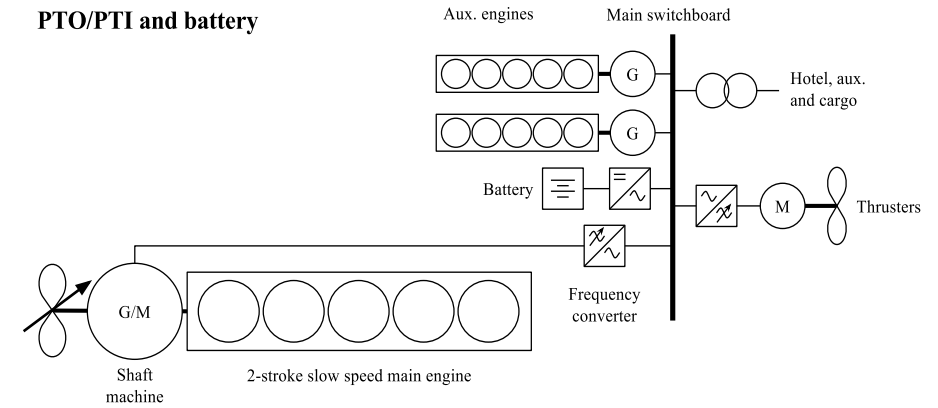 PTO/PTI and battery
Aux. engines
Main switchboard
G
Hotel, aux.
and cargo
G
Battery
M
Thrusters
Frequency
converter
G/M
Shaft
machine
2-stroke slow speed main engine